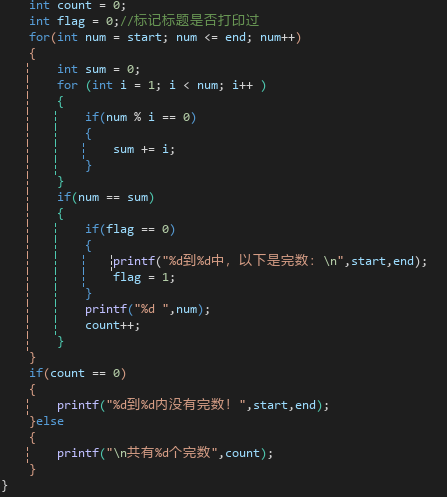 int count = 0;
int flag = 0;//标记标题是否打印过
for(int num = start; num <= end; num++)
{
int sum = 0;
for (int i = 1; i < num; i++ )
{
if(num % i == 0)
{
sum += i;
}
}
if(num == sum)
{
if(flag == 0)
{
printf("%d到%d中，以下是完数：\n",start,end);
flag = 1;
}
printf("%d ",num);
count++;
}
}
if(count == 0)
{
printf("%d到%d内没有完数！",start,end);
}else
{
printf("\n共有%d个完数",count);
}
}